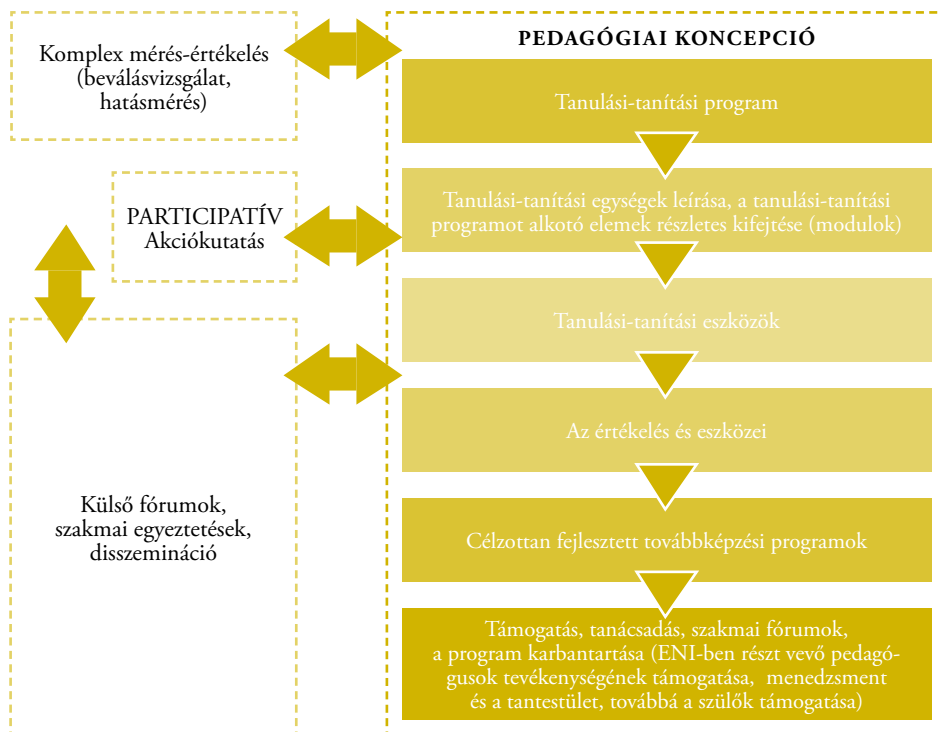 Komplex mérés-értékelés
(beválásvizsgálat,
hatásmérés)
PARTICIPATÍV
Akciókutatás
Külső fórumok,
szakmai egyeztetések,
disszemináció
PEDAGÓGIAI KONCEPCIÓ
Tanulási-tanítási program
Tanulási-tanítási egységek leírása, a tanulási-tanítási
programot alkotó elemek részletes kifejtése (modulok)
Tanulási-tanítási eszközök
Az értékelés és eszközei
Célzottan fejlesztett továbbképzési programok
Támogatás, tanácsadás, szakmai fórumok,
a program karbantartása (ENI-ben részt vevő pedagó-
gusok tevékenységének támogatása, menedzsment
és a tantestület, továbbá a szülők támogatása)